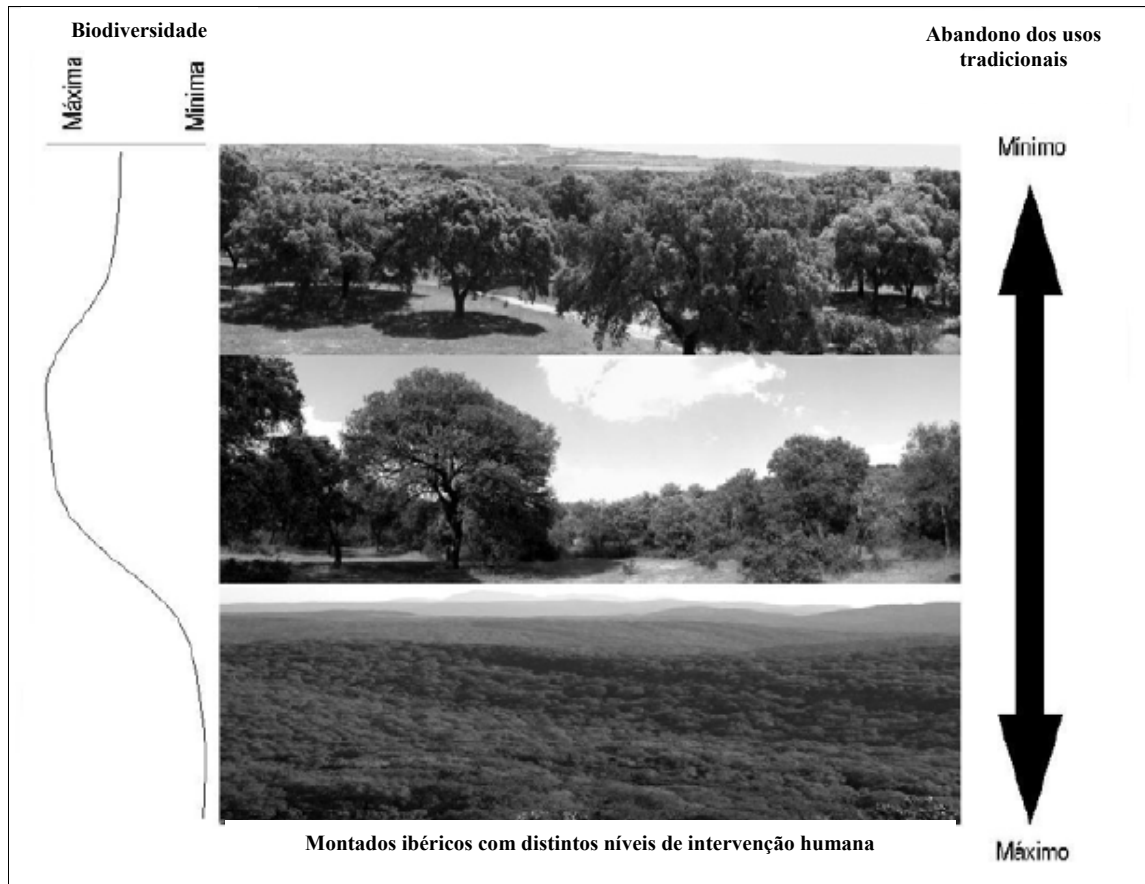 Biodiversidade
Máxima
Mínima
Abandono dos usos
tradicionais
Mínimo
Máximo
Montados ibéricos com distintos níveis de intervenção humana